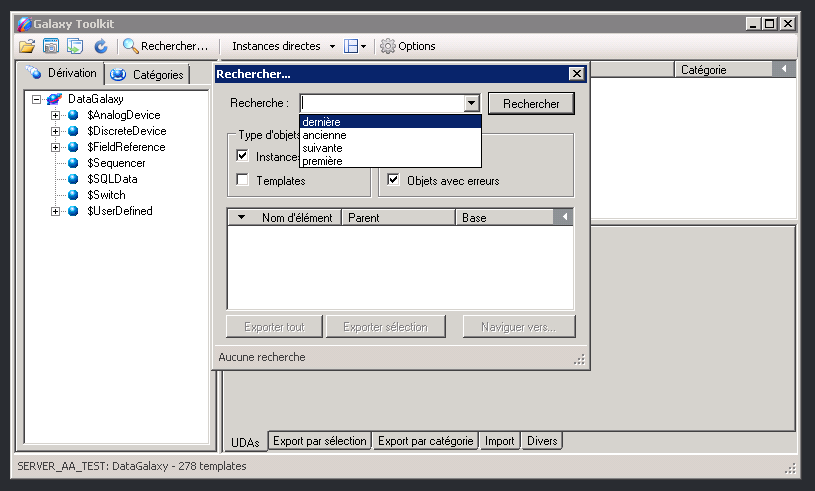 Galaxy Toolkit
Rechercher... Instances directes Options
Dérivation Catégories
DataGalaxy
$AnalogDevice
$DiscreteDevice
$FieldReference
$Sequencer
$SQLData
$Switch
$UserDefined
Catégorie
Rechercher...
Recherche : Rechercher
dernière
ancienne
suivante
première
Type d'objets
Instances
Templates Objets avec erreurs
Nom d'élément Parent Base
Exporter tout Exporter sélection Naviguer vers...
Aucune recherche
UDAs Export par sélection Export par catégorie Import Divers
SERVER_AA_TEST: DataGalaxy - 278 templates